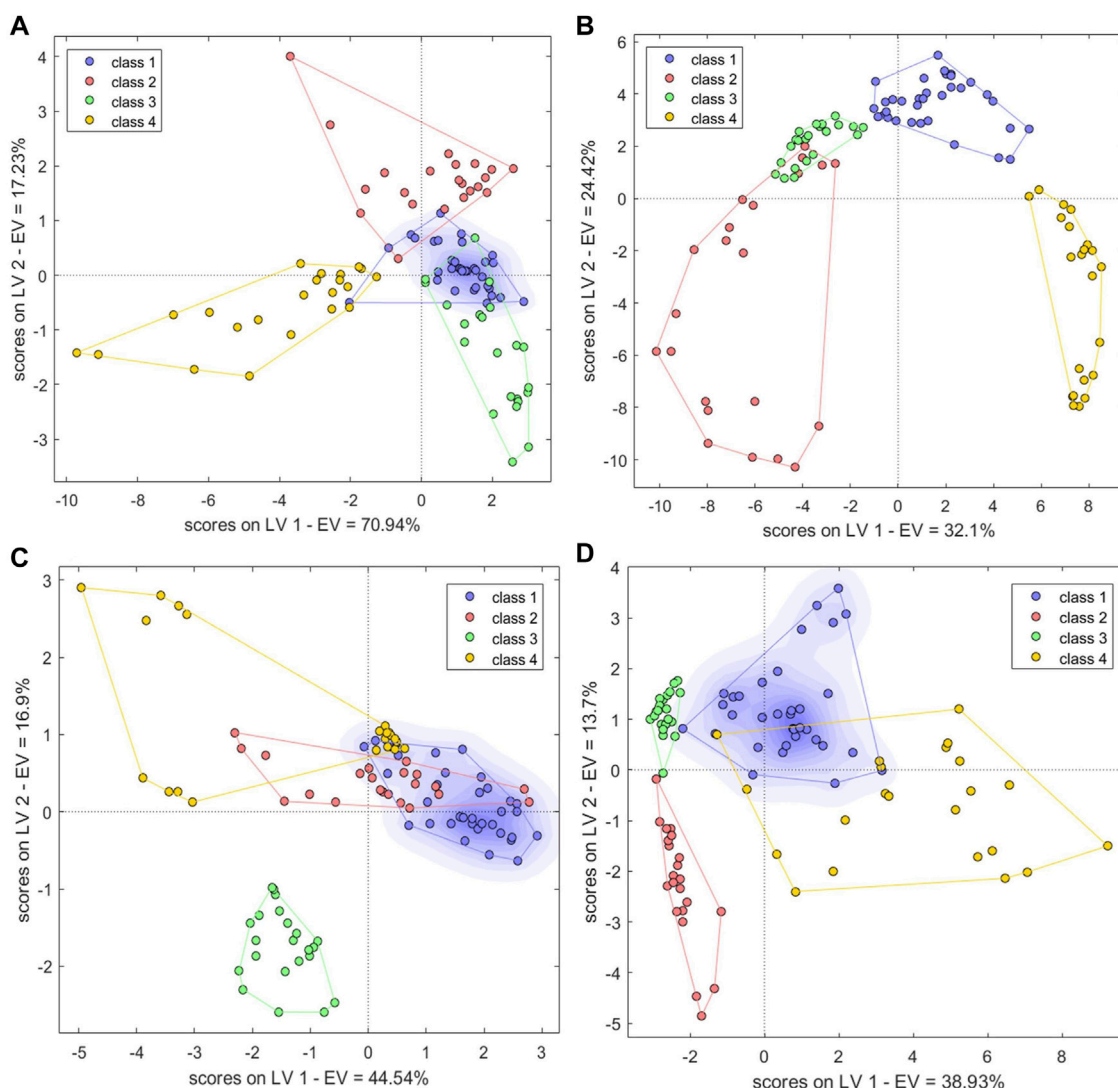 A
class 1
class 2
class 3
class 4
4
3
2
1
0
-1
-2
-3
scores on LV 2 - EV = 17.23%
-10 -8 -6 -4 -2 0 2
scores on LV 1 - EV = 70.94%
B
class 1
class 2
class 3
class 4
6
4
2
0
-2
-4
-6
-8
-10
scores on LV 2 - EV = 24.42%
-10 -8 -6 -4 -2 0 2 4 6 8
scores on LV 1 - EV = 32.1%
C
class 1
class 2
class 3
class 4
3
2
1
0
-1
-2
scores on LV 2 - EV = 16.9%
-5 -4 -3 -2 -1 0 1 2 3
scores on LV 1 - EV = 44.54%
D
class 1
class 2
class 3
class 4
4
3
2
1
0
-1
-2
-3
-4
-5
scores on LV 2 - EV = 13.7%
-2 0 2 4 6 8
scores on LV 1 - EV = 38.93%